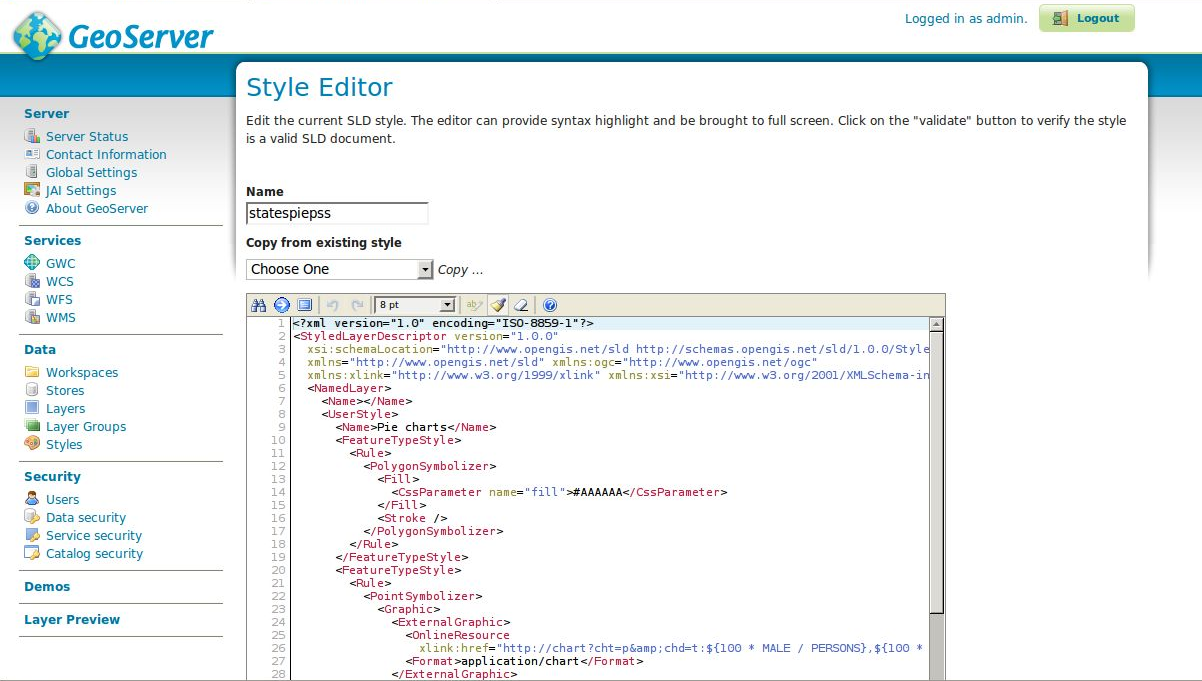 GeoServer
Logged in as admin.
Logout
Server
Server Status
Contact Information
Global Settings
JAI Settings
About GeoServer
Services
GWC
WCS
WFS
WMS
Data
Workspaces
Stores
Layers
Layer Groups
Styles
Security
Users
Data security
Service security
Catalog security
Demos
Layer Preview
Style Editor
Edit the current SLD style. The editor can provide syntax highlight and be brought to full screen. Click on the "validate" button to verify the style
is a valid SLD document.
Name
statespiepss
Copy from existing style
Choose One Copy ...
8 pt
1 <?xml version="1.0" encoding="ISO-8859-1"?>
2 <StyledLayerDescriptor version="1.0.0"
3 xsi:schemaLocation="http://www.opengis.net/sld http://schemas.opengis.net/sld/1.0.0/Style
4 xmlns="http://www.opengis.net/sld" xmlns:ogc="http://www.opengis.net/ogc"
5 xmlns:xlink="http://www.w3.org/1999/xlink" xmlns:xsi="http://www.w3.org/2001/XMLSchema-in
6 <NamedLayer>
7 <Name></Name>
8 <UserStyle>
9 <Name>Pie charts</Name>
10 <FeatureTypeStyle>
11 <Rule>
12 <PolygonSymbolizer>
13 <Fill>
14 <CssParameter name="fill">#AAAAAA</CssParameter>
15 </Fill>
16 <Stroke />
17 </PolygonSymbolizer>
18 </Rule>
19 </FeatureTypeStyle>
20 <FeatureTypeStyle>
21 <Rule>
22 <PointSymbolizer>
23 <Graphic>
24 <ExternalGraphic>
25 <OnlineResource
26 xlink:href="http://chart?cht=p&amp;chd=t:${100 * MALE / PERSONS},${100 *
27 <Format>application/chart</Format>
28 </ExternalGraphic>